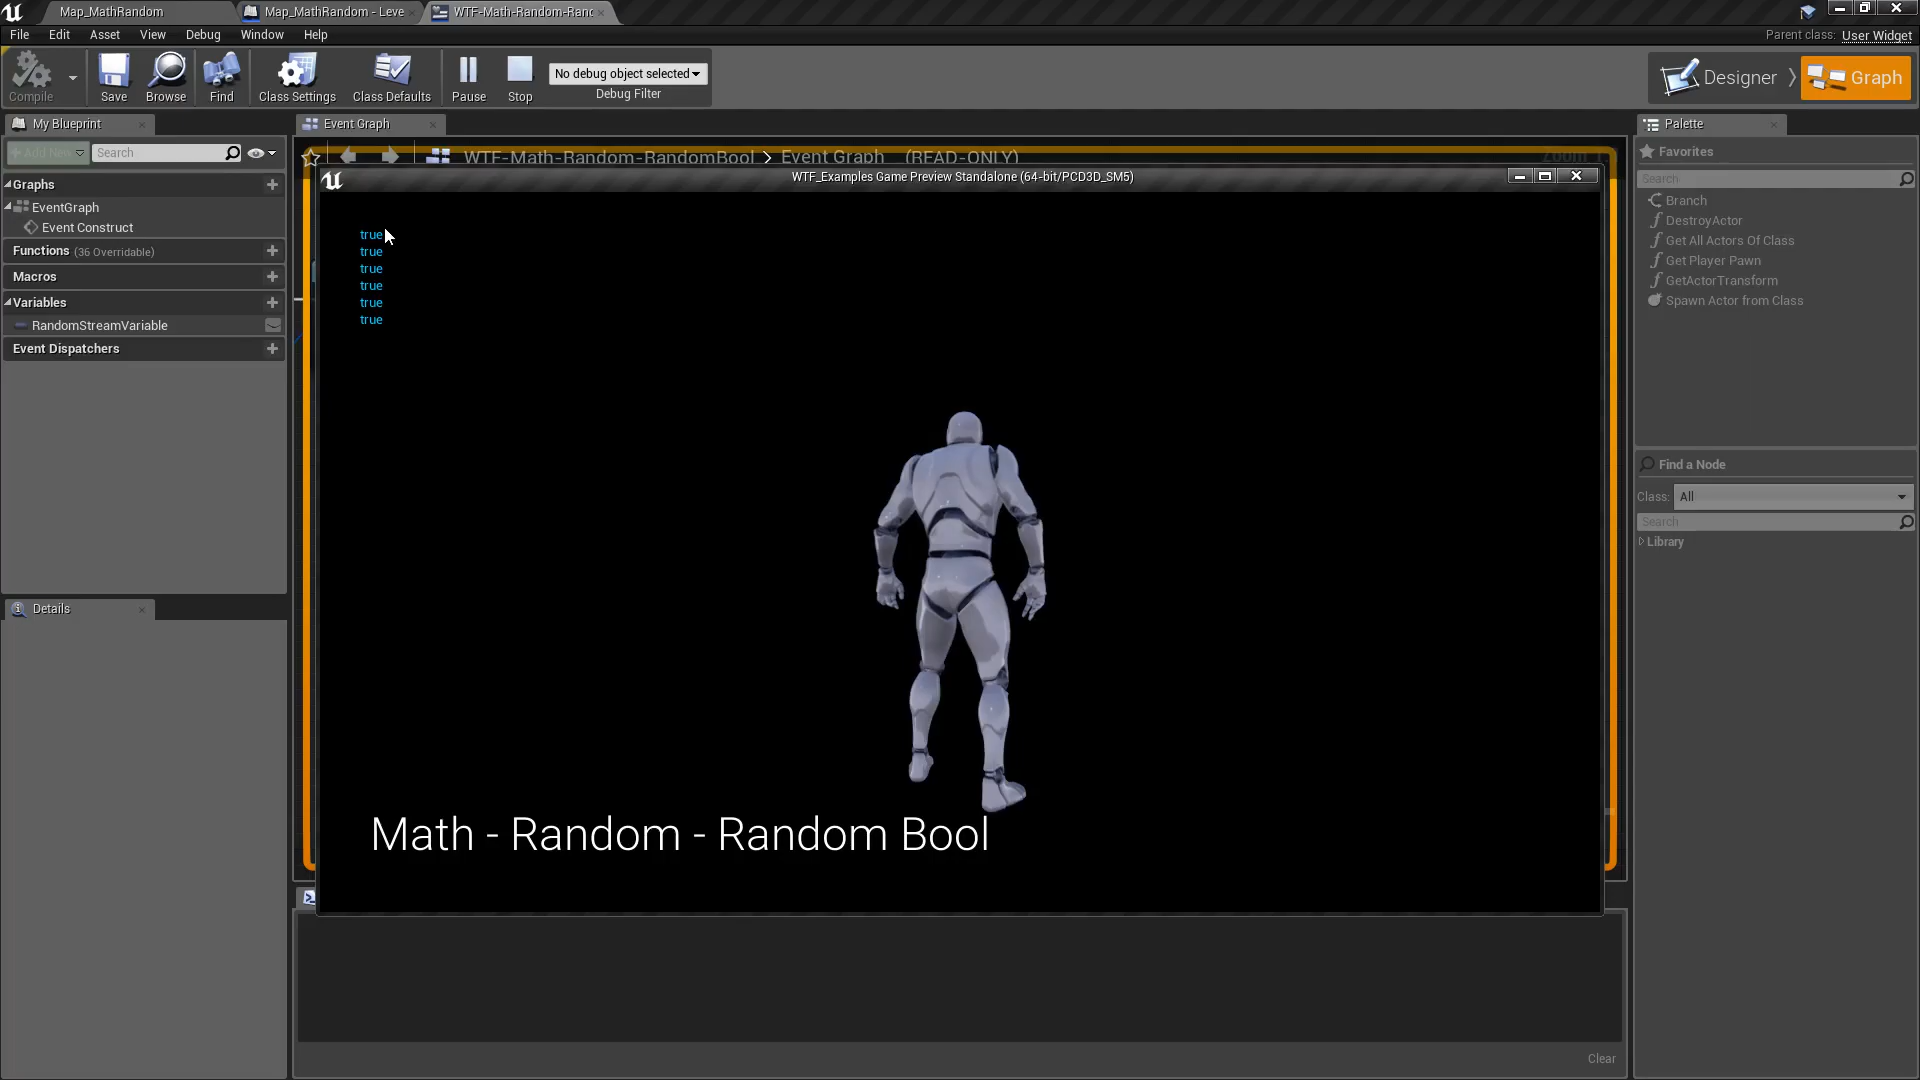 Map_MathRandom
Map_MathRandom - Leve
WTF-Math-Random-Ranc
File Edit Asset View Debug Window Help
Parent class: User Widget
Compile
Save
Browse
Find
Class Settings
Class Defaults
Pause
Stop
No debug object selected
Debug Filter
Designer
Graph
My Blueprint
Event Graph
Palette
Add New
Search
WTF-Math-Random-RandomBool > Event Graph (READ-ONLY)
Favorites
WTF_Examples Game Preview Standalone (64-bit/PCD3D_SM5)
Search
Graphs
EventGraph
Event Construct
Functions (36 Overridable)
Macros
Variables
RandomStreamVariable
Event Dispatchers
true
true
true
true
true
true
Branch
DestroyActor
Get All Actors Of Class
Get Player Pawn
GetActorTransform
Spawn Actor from Class
Find a Node
Class: All
Search
Library
Details
Math - Random - Random Bool
Clear